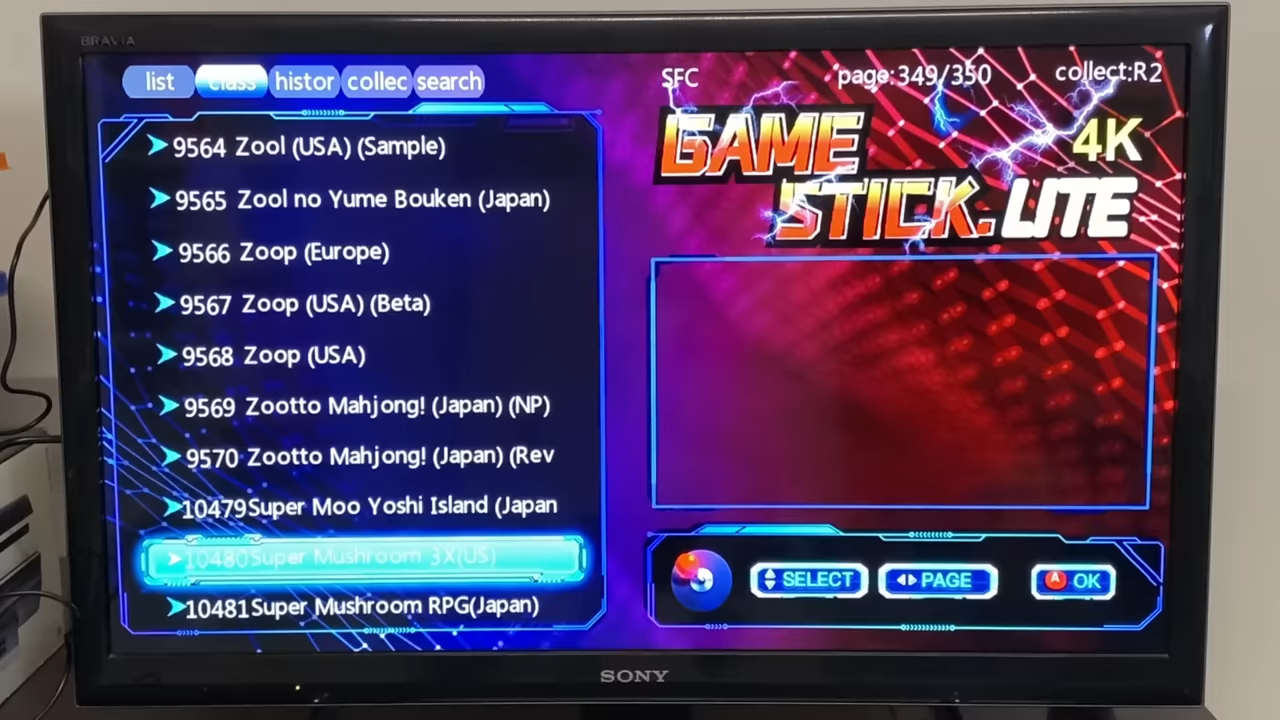 BRAVIA
list class histor collec search
SFC page:349/350 collect:R2
9564 Zool (USA) (Sample)
9565 Zool no Yume Bouken (Japan)
9566 Zoop (Europe)
9567 Zoop (USA) (Beta)
9568 Zoop (USA)
9569 Zootto Mahjong! (Japan) (NP)
9570 Zootto Mahjong! (Japan) (Rev
10479Super Moo Yoshi Island (Japan
10480Super Mushroom 3X(US)
10481Super Mushroom RPG(Japan)
GAME 4K
STICK.LITE
SELECT PAGE A OK
SONY